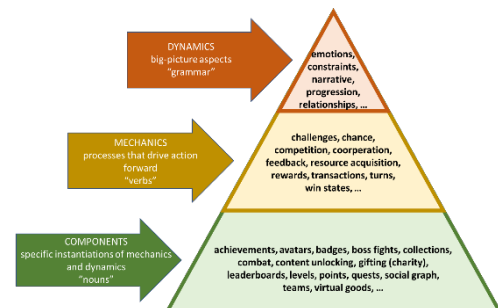 DYNAMICS
big-picture aspects
"grammar"
emotions,
constraints,
narrative,
progression,
relationships, ...
MECHANICS
processes that drive action
forward
"verbs"
challenges, chance,
competition, coorperation,
feedback, resource acquisition,
rewards, transactions, turns,
win states, ...
COMPONENTS
specific instantiations of mechanics
and dynamics
"nouns"
achievements, avatars, badges, boss fights, collections,
combat, content unlocking, gifting (charity),
leaderboards, levels, points, quests, social graph,
teams, virtual goods, ...